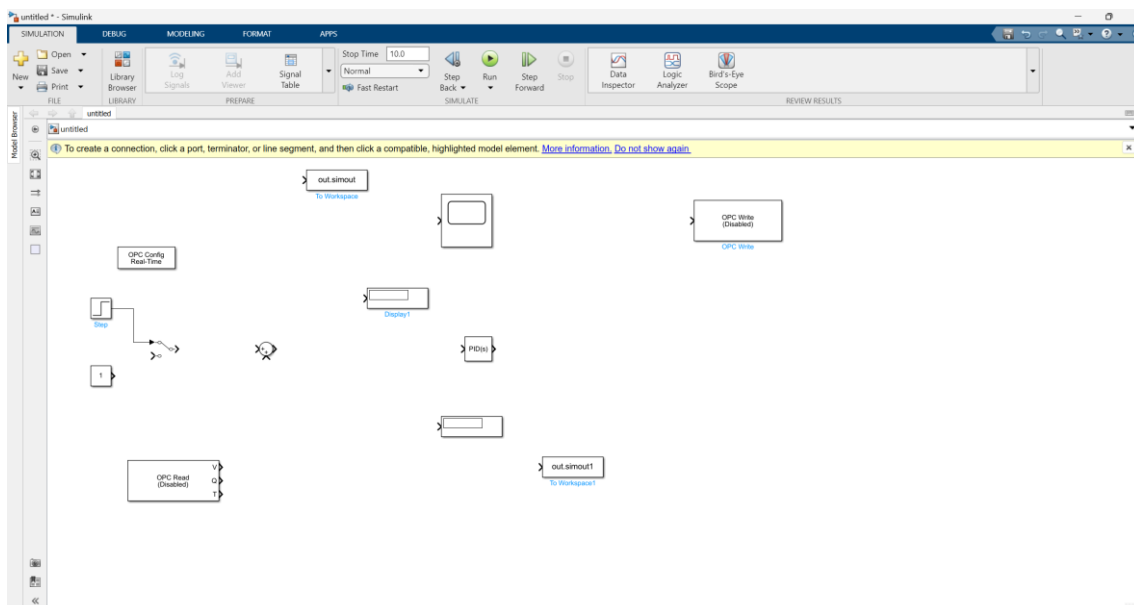 untitled * - Simulink
SIMULATION DEBUG MODELING FORMAT APPS
New
Open
Save
Print
FILE
Library
Browser
LIBRARY
Log
Signals
Add
Viewer
Signal
Table
PREPARE
Stop Time 10.0
Normal
Fast Restart
Step
Back
Run
Step
Forward
Stop
SIMULATE
Data
Inspector
Logic
Analyzer
Bird's-Eye
Scope
REVIEW RESULTS
Model Browser
untitled
untitled
To create a connection, click a port, terminator, or line segment, and then click a compatible, highlighted model element. More information. Do not show again
out.simout
To Workspace
OPC Write
(Disabled)
OPC Write
OPC Config
Real-Time
Display1
Step
PID(s)
1
OPC Read
(Disabled)
V
Q
T
out.simout1
To Workspace1